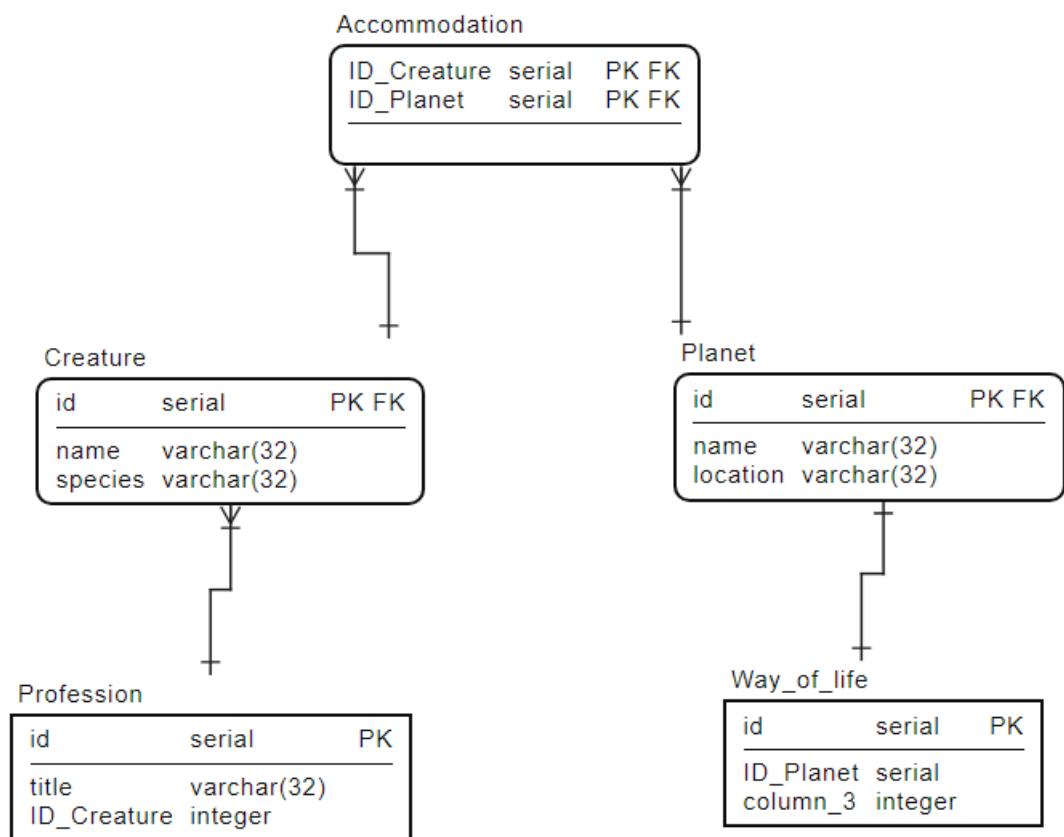 Accommodation
ID_Creature serial PK FK
ID_Planet serial PK FK
Creature
id serial PK FK
name varchar(32)
species varchar(32)
Planet
id serial PK FK
name varchar(32)
location varchar(32)
Profession
id serial PK
title varchar(32)
ID_Creature integer
Way_of_life
id serial PK
ID_Planet serial
column_3 integer